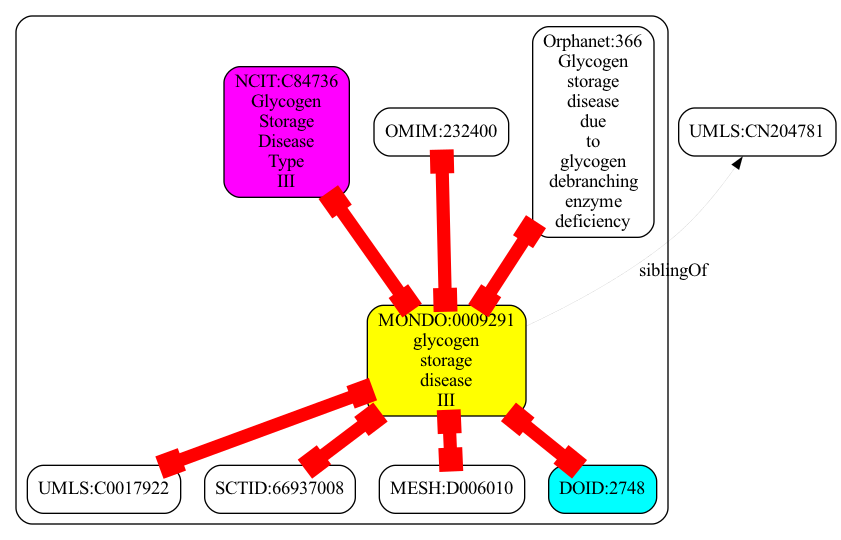 NCIT:C84736
Glycogen
Storage
Disease
Type
III
OMIM:232400
Orphanet:366
Glycogen
storage
disease
due
to
glycogen
debranching
enzyme
deficiency
UMLS:CN204781
siblingOf
MONDO:0009291
glycogen
storage
disease
III
UMLS:C0017922
SCTID:66937008
MESH:D006010
DOID:2748